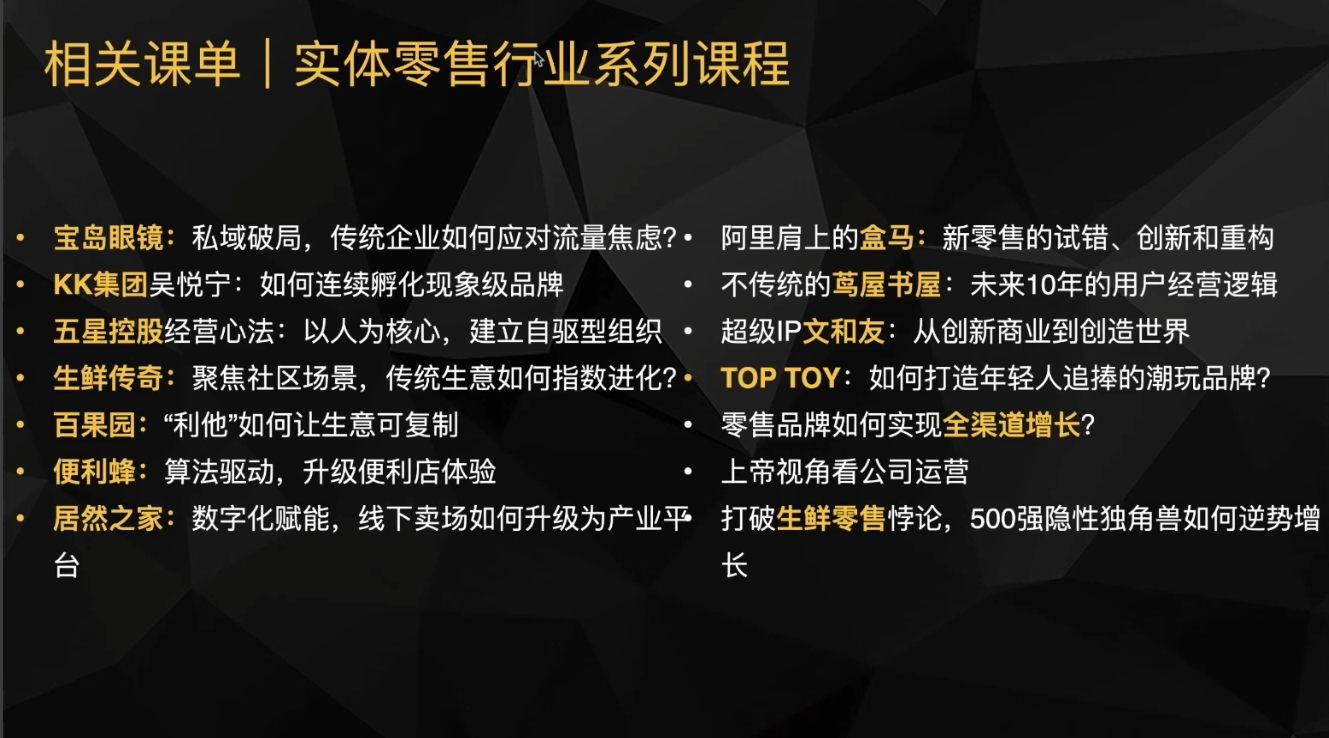 相关课单｜实体零售行业系列课程
• 宝岛眼镜：私域破局，传统企业如何应对流量焦虑？
• KK集团吴悦宁：如何连续孵化现象级品牌
• 五星控股经营心法：以人为核心，建立自驱型组织
• 生鲜传奇：聚焦社区场景，传统生意如何指数进化？
• 百果园：“利他”如何让生意可复制
• 便利蜂：算法驱动，升级便利店体验
• 居然之家：数字化赋能，线下卖场如何升级为产业平
台
• 阿里肩上的盒马：新零售的试错、创新和重构
• 不传统的茑屋书屋：未来10年的用户经营逻辑
• 超级IP文和友：从创新商业到创造世界
• TOP TOY：如何打造年轻人追捧的潮玩品牌？
• 零售品牌如何实现全渠道增长？
• 上帝视角看公司运营
• 打破生鲜零售悖论，500强隐性独角兽如何逆势增
长